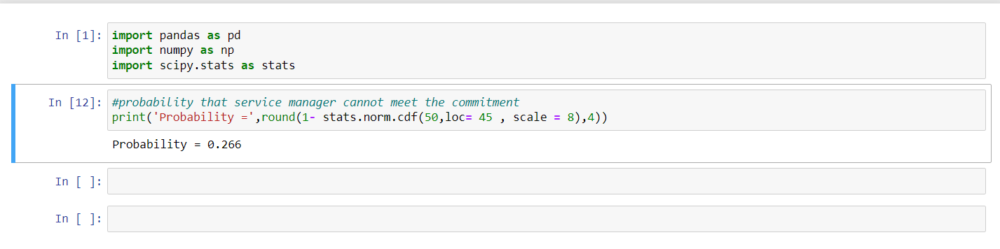 In [1]: import pandas as pd
import numpy as np
import scipy.stats as stats
In [12]: #probability that service manager cannot meet the commitment
print('Probability =',round(1- stats.norm.cdf(50,loc= 45 , scale = 8),4))
Probability = 0.266
In [ ]:
In [ ]: